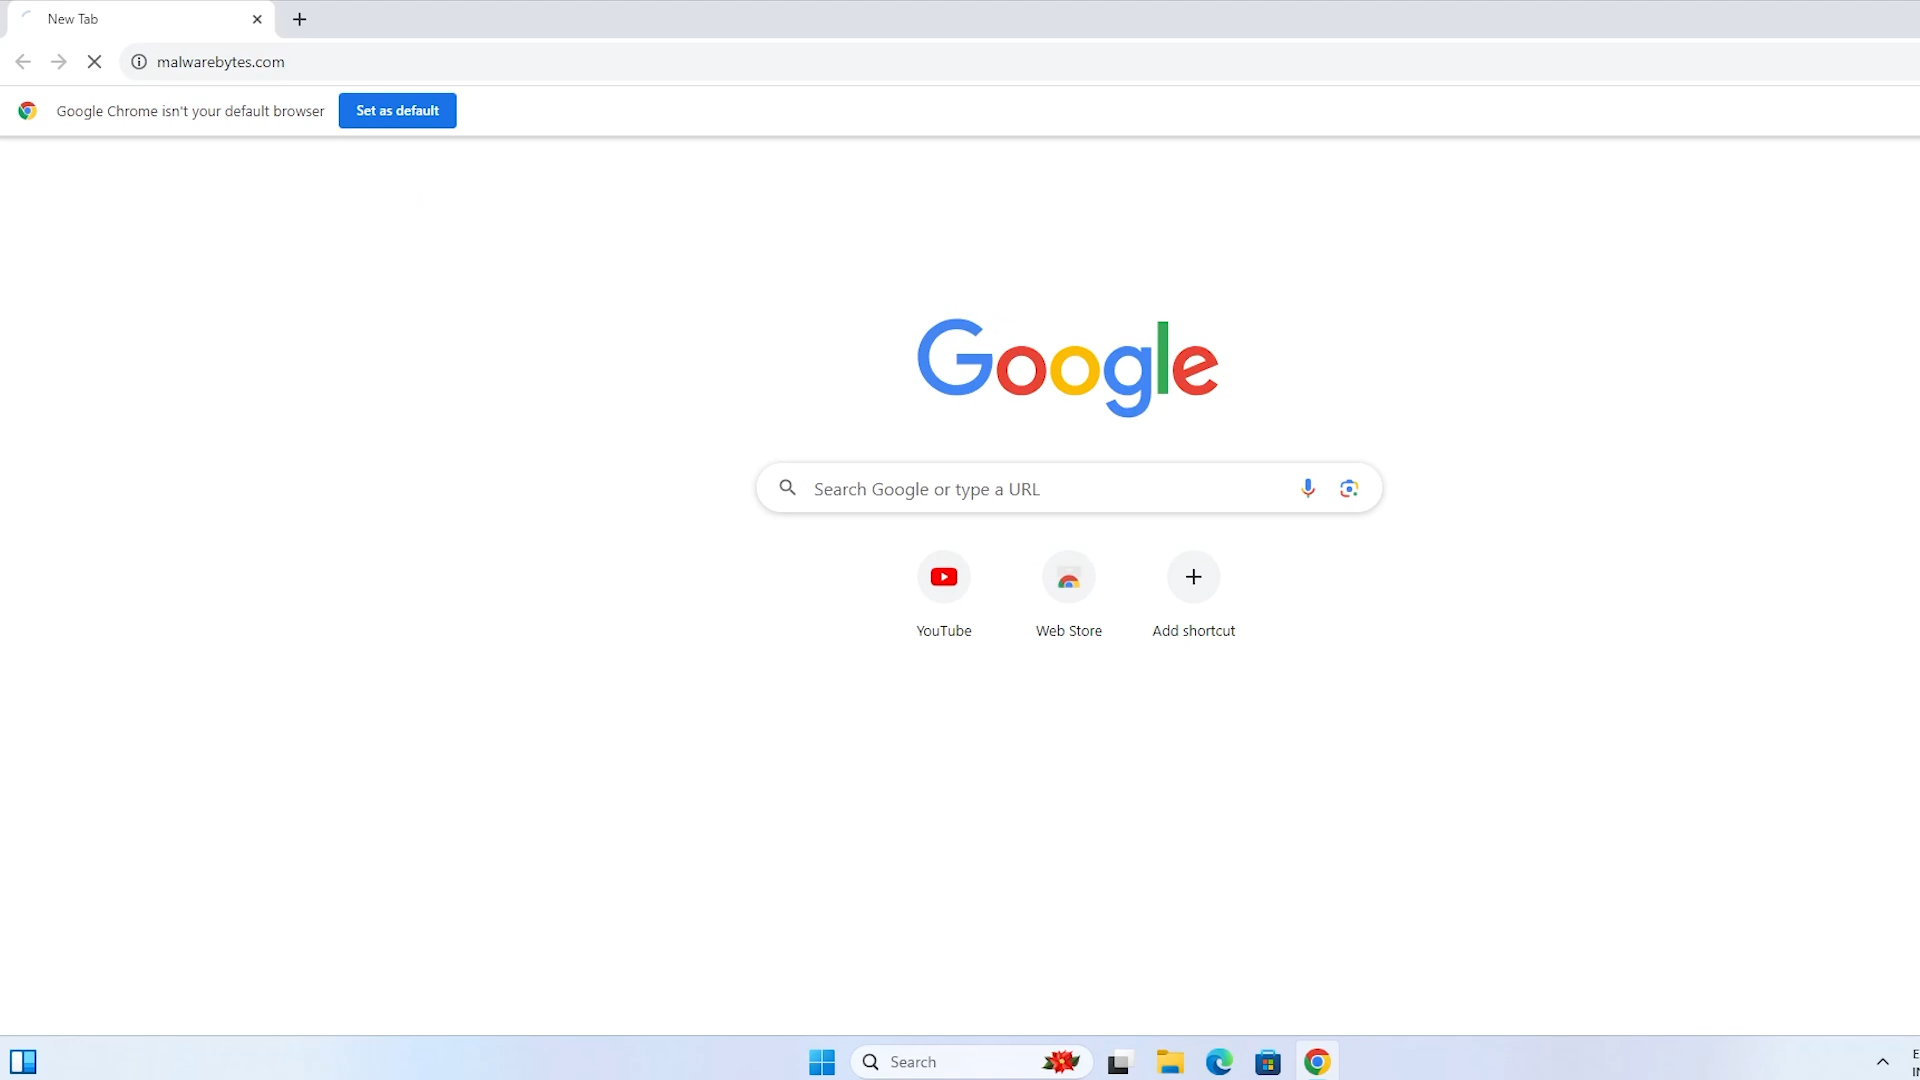 New Tab
malwarebytes.com
Google Chrome isn't your default browser
Set as default
Google
Search Google or type a URL
YouTube
Web Store
Add shortcut
Search